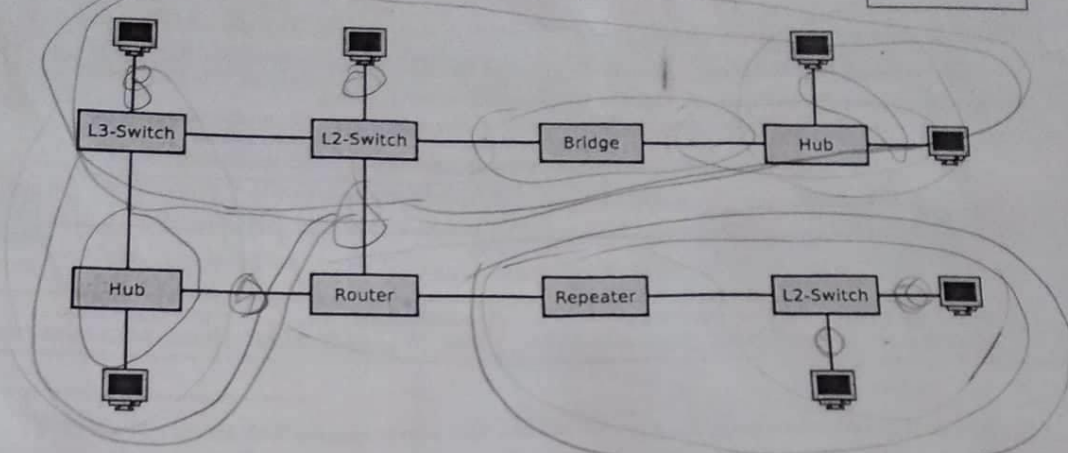 L3-Switch
L2-Switch
Bridge
Hub
Hub
Router
Repeater
L2-Switch